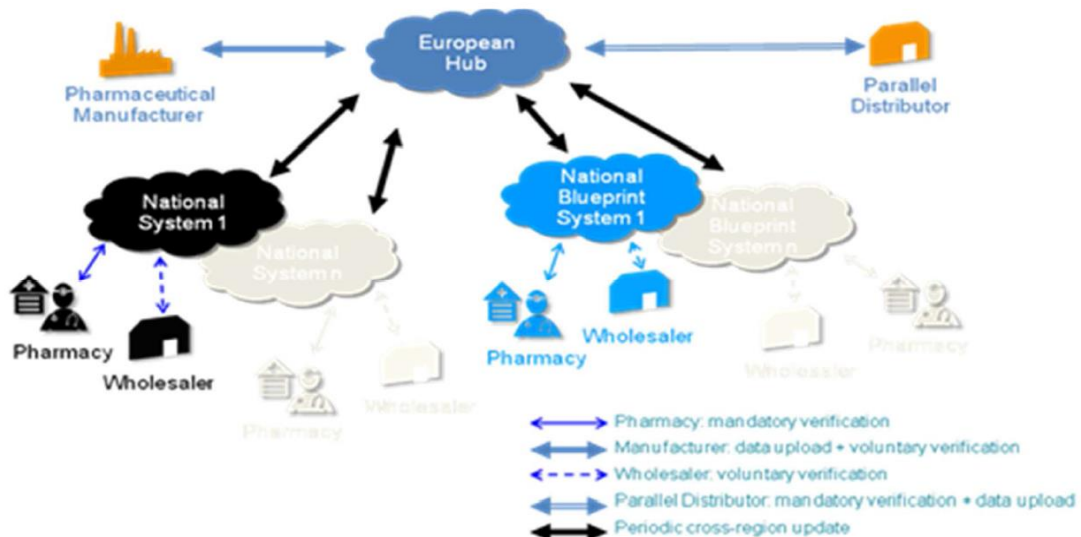 European
Hub
Pharmaceutical
Manufacturer
Parallel
Distributor
National
System 1
National
System n
National
Blueprint
System 1
National
Blueprint
System n
Pharmacy
Wholesaler
Pharmacy
Wholesaler
Pharmacy
Wholesaler
Wholesaler
Pharmacy
Pharmacy: mandatory verification
Manufacturer: data upload + voluntary verification
Wholesaler: voluntary verification
Parallel Distributor: mandatory verification + data upload
Periodic cross-region update